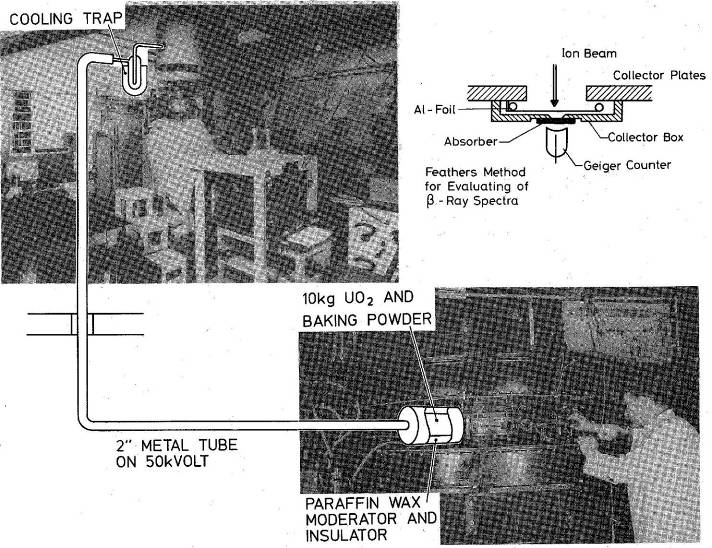 COOLING TRAP
Ion Beam
Collector Plates
Al-Foil
Absorber
Collector Box
Geiger Counter
Feathers Method
for Evaluating of
β-Ray Spectra
10kg UO₂ AND
BAKING POWDER
2" METAL TUBE
ON 50kVOLT
PARAFFIN WAX
MODERATOR AND
INSULATOR